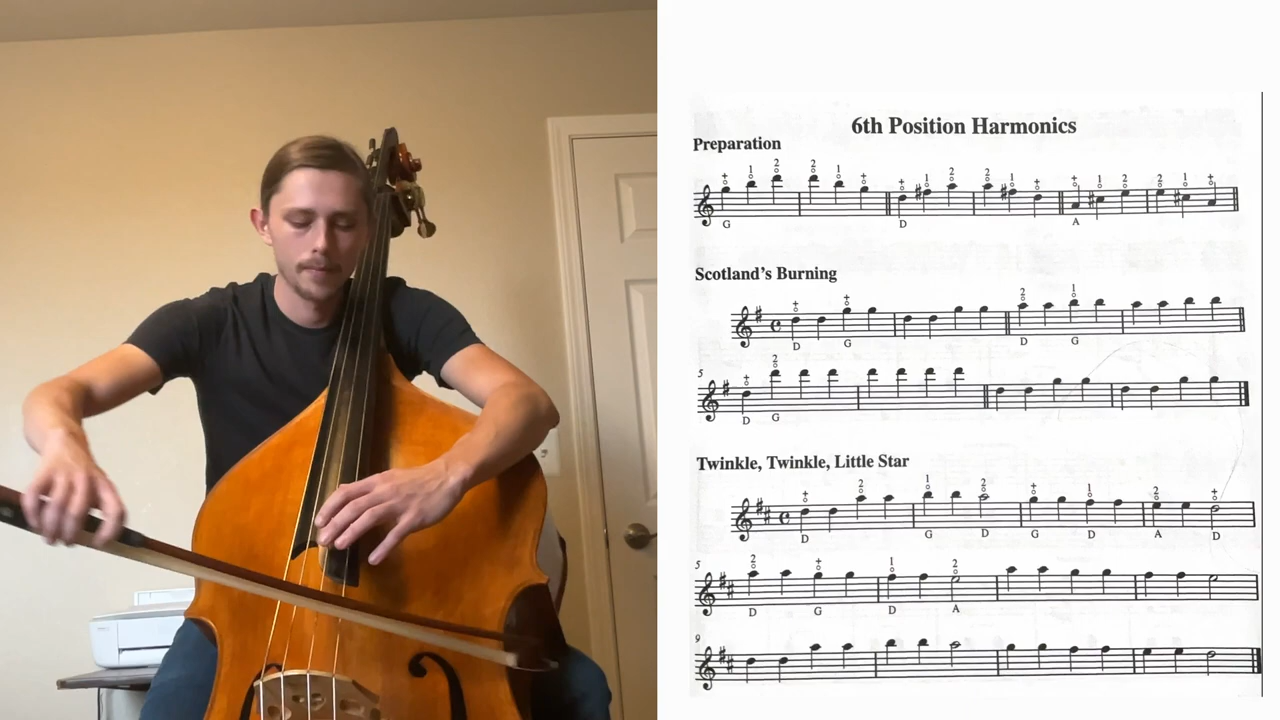 6th Position Harmonics
Preparation
+ 1 2 2 1 + + 1 2 2 1 + + 1 2 2 1 +
G D A
Scotland's Burning
+ + 2 1
D G D G
5
+ 2
D G
Twinkle, Twinkle, Little Star
+ 2 1 2 + 1 2 +
D G D G D A D
5
2 + 1 2
D G D A
9